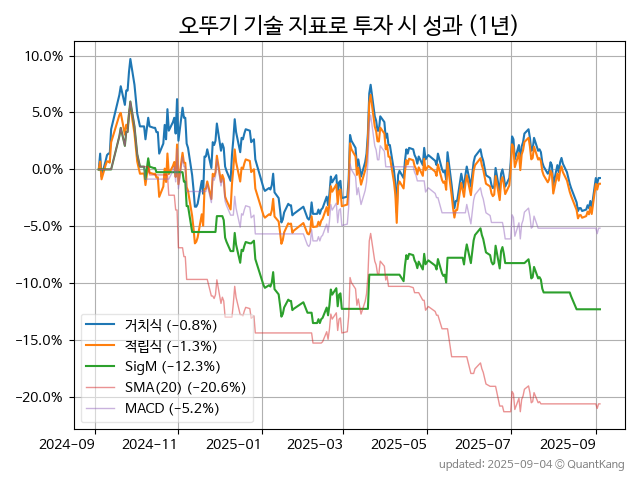 오뚜기 기술 지표로 투자 시 성과 (1년)
10.0%
5.0%
0.0%
−5.0%
−10.0%
−15.0%
−20.0%
거치식 (−0.8%)
적립식 (−1.3%)
SigM (−12.3%)
SMA(20) (−20.6%)
MACD (−5.2%)
2024-09 2024-11 2025-01 2025-03 2025-05 2025-07 2025-09
updated: 2025-09-04 © QuantKang